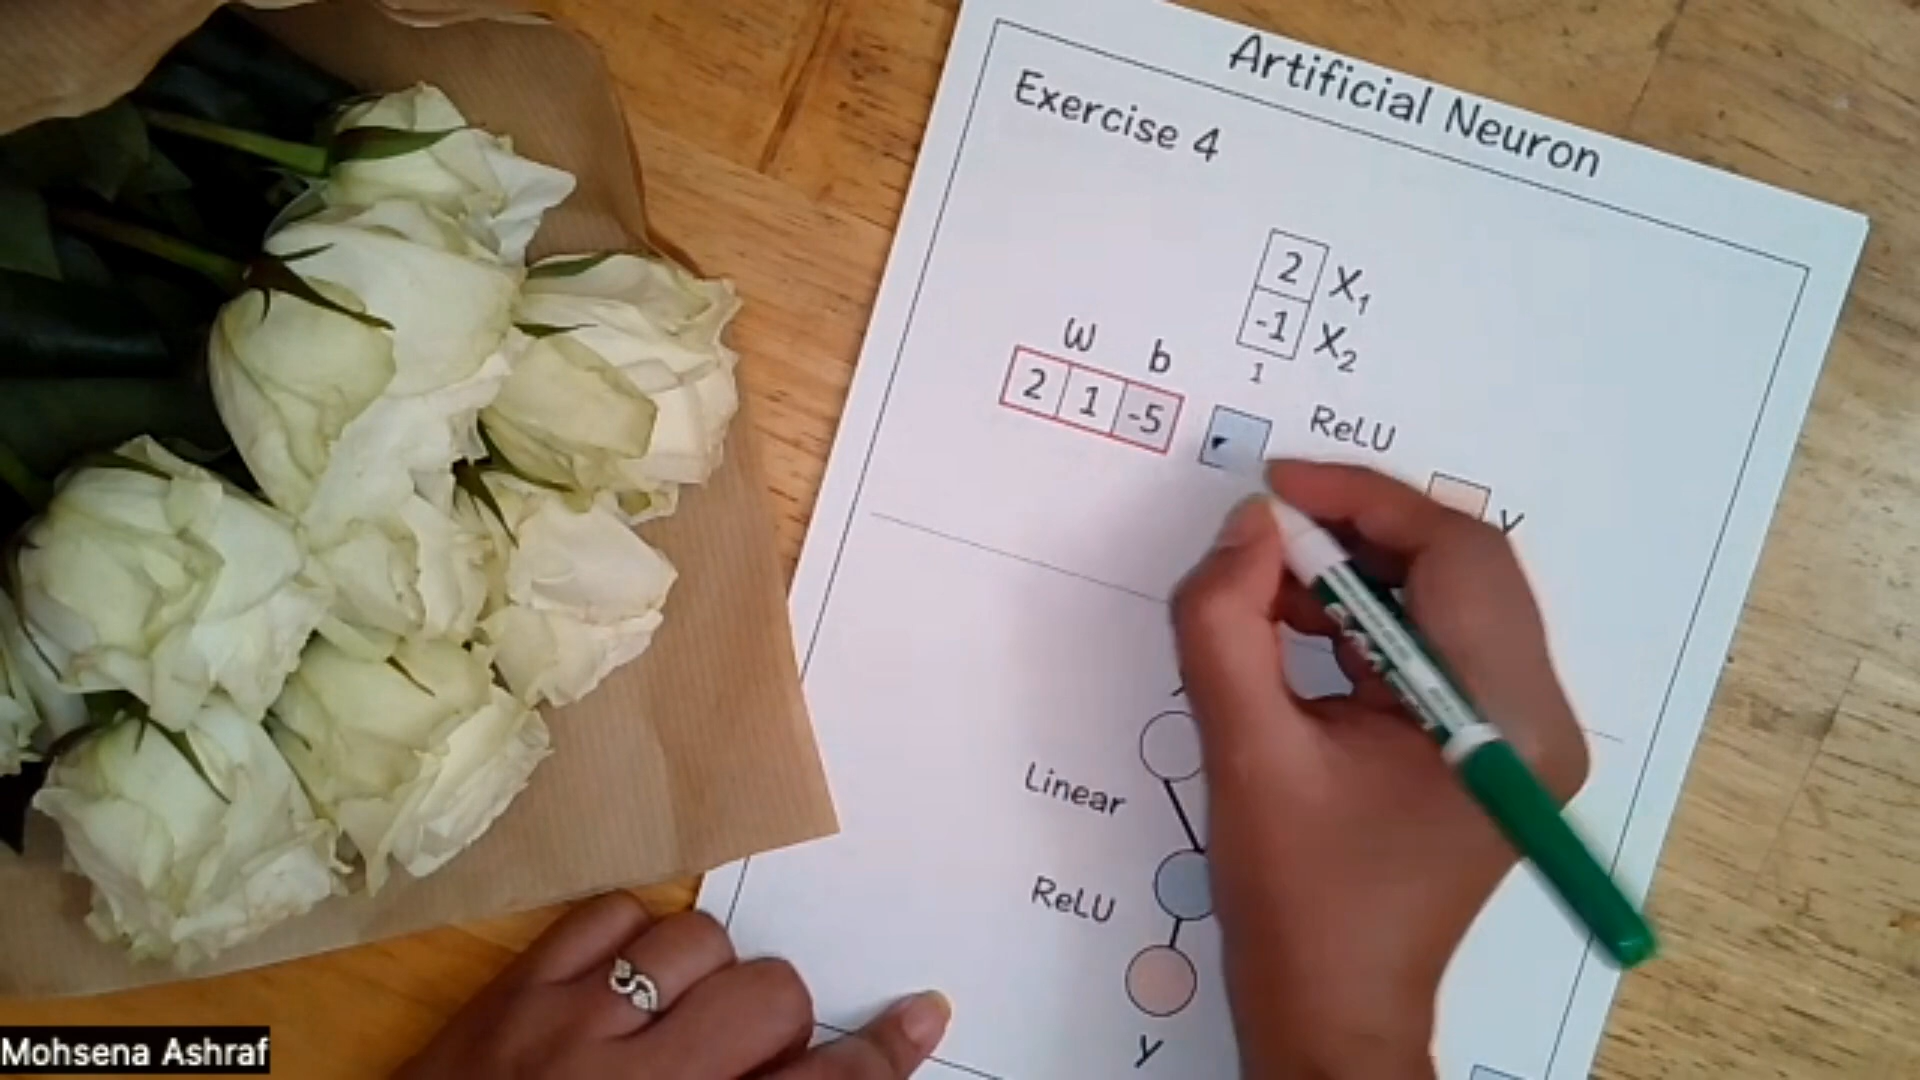 Artificial Neuron
Exercise 4
2 X₁
-1 X₂
1
W b
2 1 -5
ReLU
Y
Linear
ReLU
y
Mohsena Ashraf